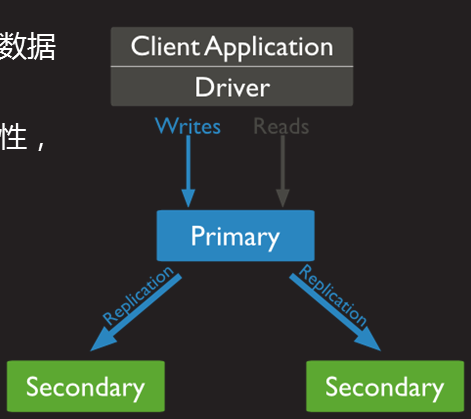 数据
性，
Client Application
Driver
Writes
Reads
Primary
Replication
Replication
Secondary
Secondary